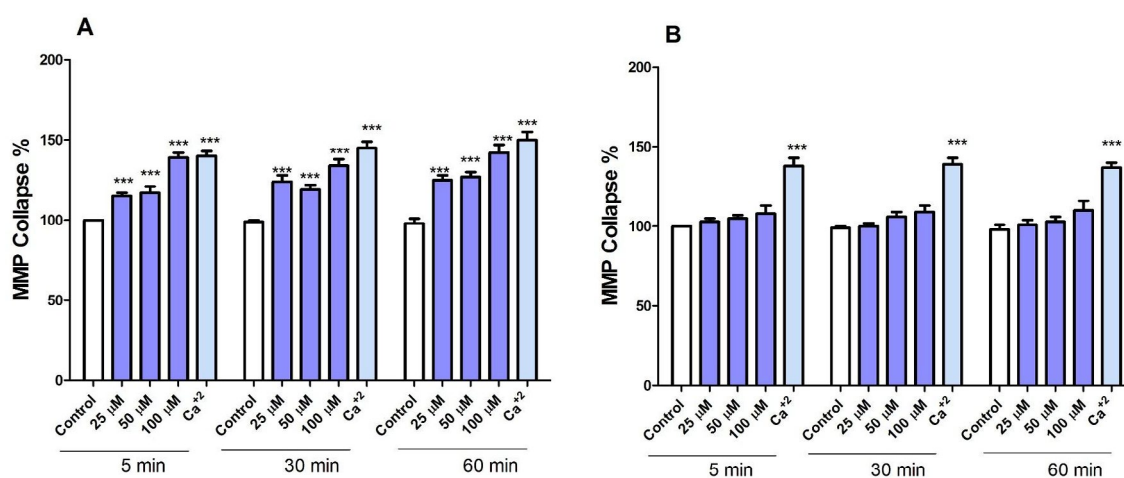 A
MMP Collapse %
200
150
100
50
0
*** *** *** ***
*** *** *** ***
*** *** *** ***
Control 25 µM 50 µM 100 µM Ca+2
Control 25 µM 50 µM 100 µM Ca+2
Control 25 µM 50 µM 100 µM Ca+2
5 min 30 min 60 min
B
MMP Collapse %
200
150
100
50
0
*** *** ***
Control 25 µM 50 µM 100 µM Ca+2
Control 25 µM 50 µM 100 µM Ca+2
Control 25 µM 50 µM 100 µM Ca+2
5 min 30 min 60 min